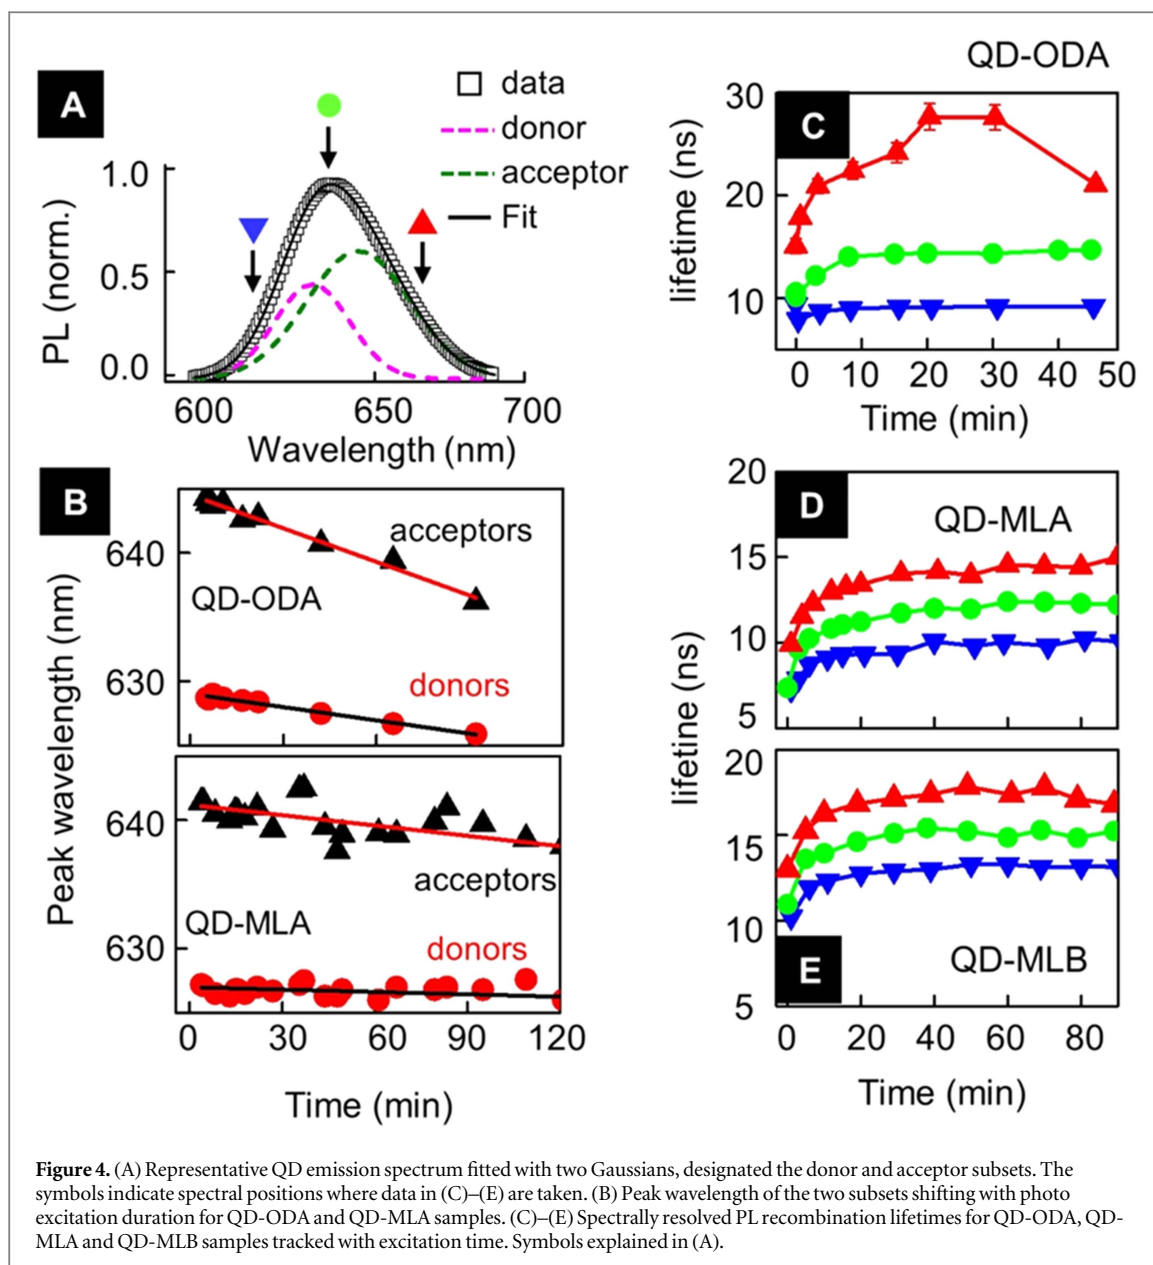 A
data
donor
acceptor
Fit
PL (norm.)
1.0
0.5
0.0
600
650
700
Wavelength (nm)
B
Peak wavelength (nm)
640
630
acceptors
QD-ODA
donors
640
630
acceptors
QD-MLA
donors
0
30
60
90
120
Time (min)
QD-ODA
C
lifetime (ns)
30
20
10
0
10
20
30
40
50
Time (min)
D
QD-MLA
lifetine (ns)
20
15
10
5
E
QD-MLB
20
15
10
5
0
20
40
60
80
Time (min)
Figure 4. (A) Representative QD emission spectrum fitted with two Gaussians, designated the donor and acceptor subsets. The
symbols indicate spectral positions where data in (C)–(E) are taken. (B) Peak wavelength of the two subsets shifting with photo
excitation duration for QD-ODA and QD-MLA samples. (C)–(E) Spectrally resolved PL recombination lifetimes for QD-ODA, QD-
MLA and QD-MLB samples tracked with excitation time. Symbols explained in (A).